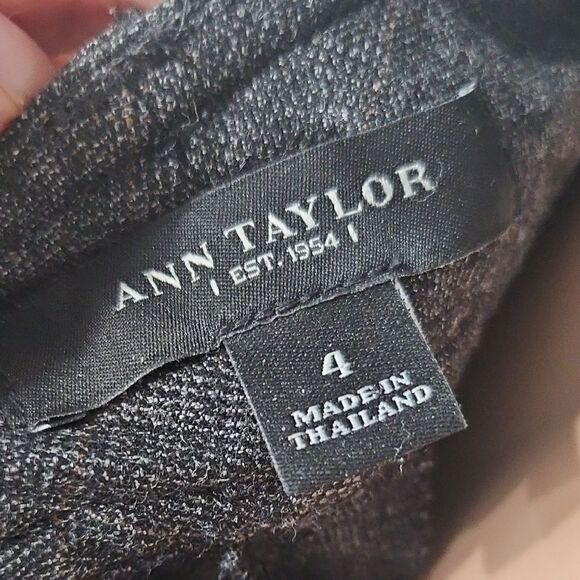 ANN TAYLOR
EST. 1954
4
MADE IN
THAILAND